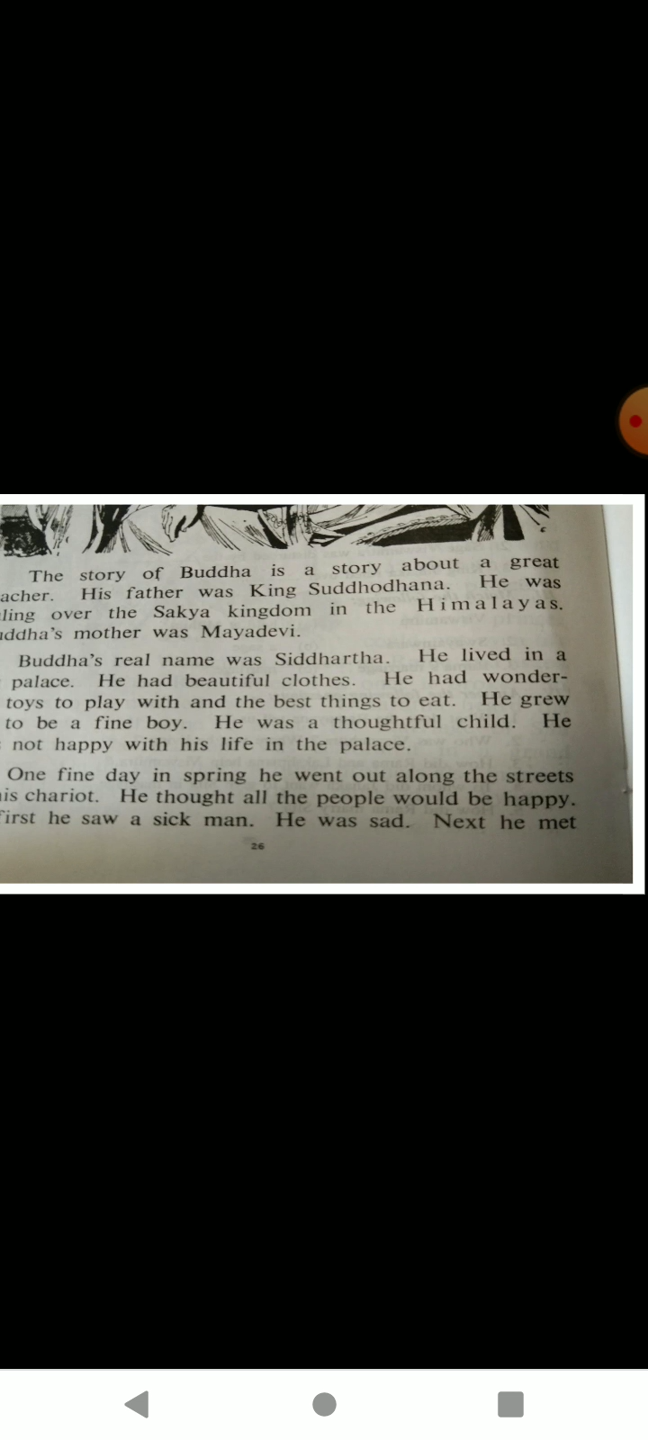 The story of Buddha is a story about a great
acher. His father was King Suddhodhana. He was
ling over the Sakya kingdom in the Himalayas.
uddha's mother was Mayadevi.
Buddha's real name was Siddhartha. He lived in a
palace. He had beautiful clothes. He had wonder-
toys to play with and the best things to eat. He grew
to be a fine boy. He was a thoughtful child. He
not happy with his life in the palace.
One fine day in spring he went out along the streets
is chariot. He thought all the people would be happy.
first he saw a sick man. He was sad. Next he met
26